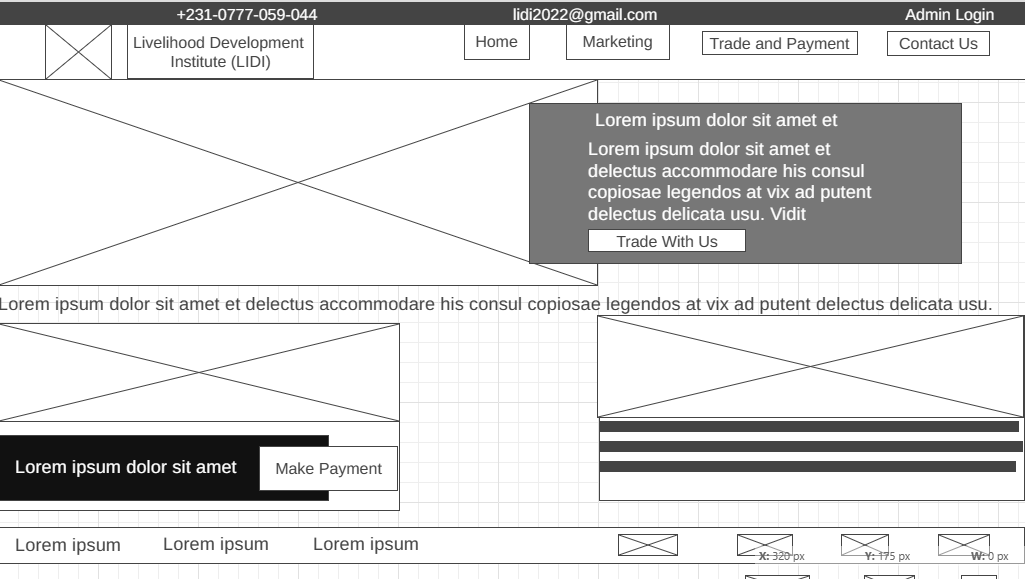 +231-0777-059-044 lidi2022@gmail.com Admin Login
Livelihood Development
Institute (LIDI)
Home
Marketing
Trade and Payment
Contact Us
Lorem ipsum dolor sit amet et
Lorem ipsum dolor sit amet et
delectus accommodare his consul
copiosae legendos at vix ad putent
delectus delicata usu. Vidit
Trade With Us
Lorem ipsum dolor sit amet et delectus accommodare his consul copiosae legendos at vix ad putent delectus delicata usu.
Lorem ipsum dolor sit amet
Make Payment
Lorem ipsum
Lorem ipsum
Lorem ipsum
X: 320 px Y: 175 px W: 0 px